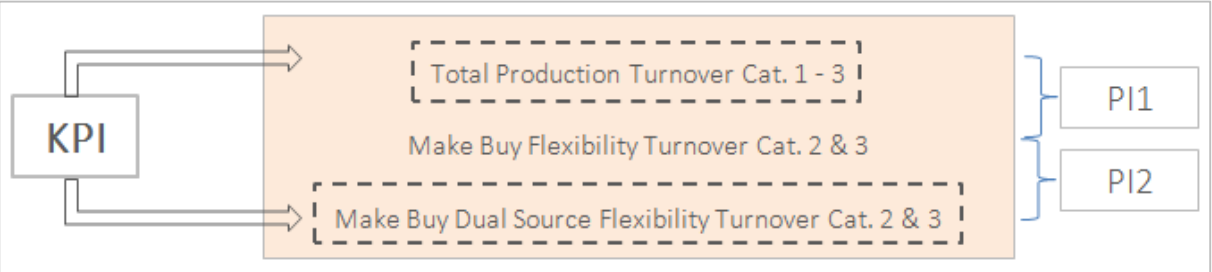 KPI
Total Production Turnover Cat. 1 - 3
Make Buy Flexibility Turnover Cat. 2 & 3
Make Buy Dual Source Flexibility Turnover Cat. 2 & 3
PI1
PI2